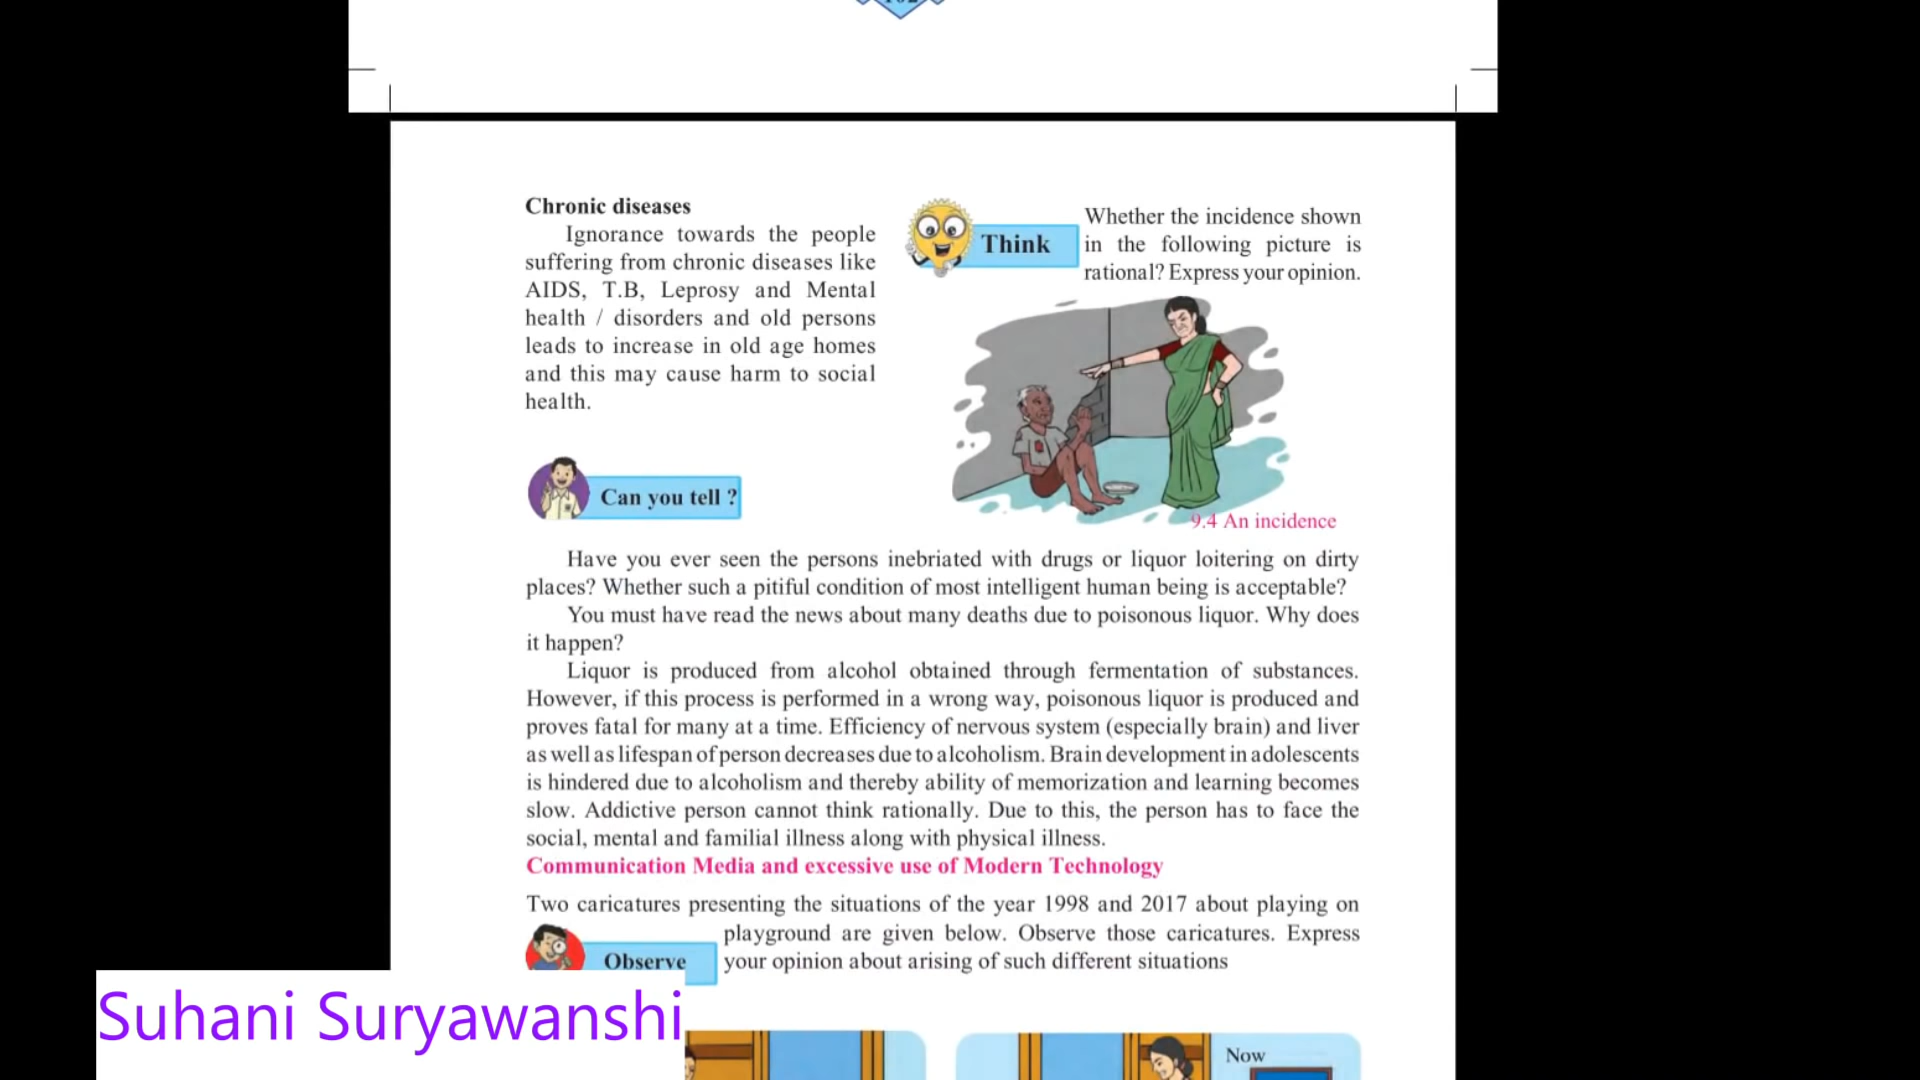 Chronic diseases
Ignorance towards the people
suffering from chronic diseases like
AIDS, T.B, Leprosy and Mental
health / disorders and old persons
leads to increase in old age homes
and this may cause harm to social
health.
Think
Whether the incidence shown
in the following picture is
rational? Express your opinion.
9.4 An incidence
Can you tell ?
Have you ever seen the persons inebriated with drugs or liquor loitering on dirty
places? Whether such a pitiful condition of most intelligent human being is acceptable?
You must have read the news about many deaths due to poisonous liquor. Why does
it happen?
Liquor is produced from alcohol obtained through fermentation of substances.
However, if this process is performed in a wrong way, poisonous liquor is produced and
proves fatal for many at a time. Efficiency of nervous system (especially brain) and liver
as well as lifespan of person decreases due to alcoholism. Brain development in adolescents
is hindered due to alcoholism and thereby ability of memorization and learning becomes
slow. Addictive person cannot think rationally. Due to this, the person has to face the
social, mental and familial illness along with physical illness.
Communication Media and excessive use of Modern Technology
Two caricatures presenting the situations of the year 1998 and 2017 about playing on
playground are given below. Observe those caricatures. Express
Observe
your opinion about arising of such different situations
Suhani Suryawanshi
Now